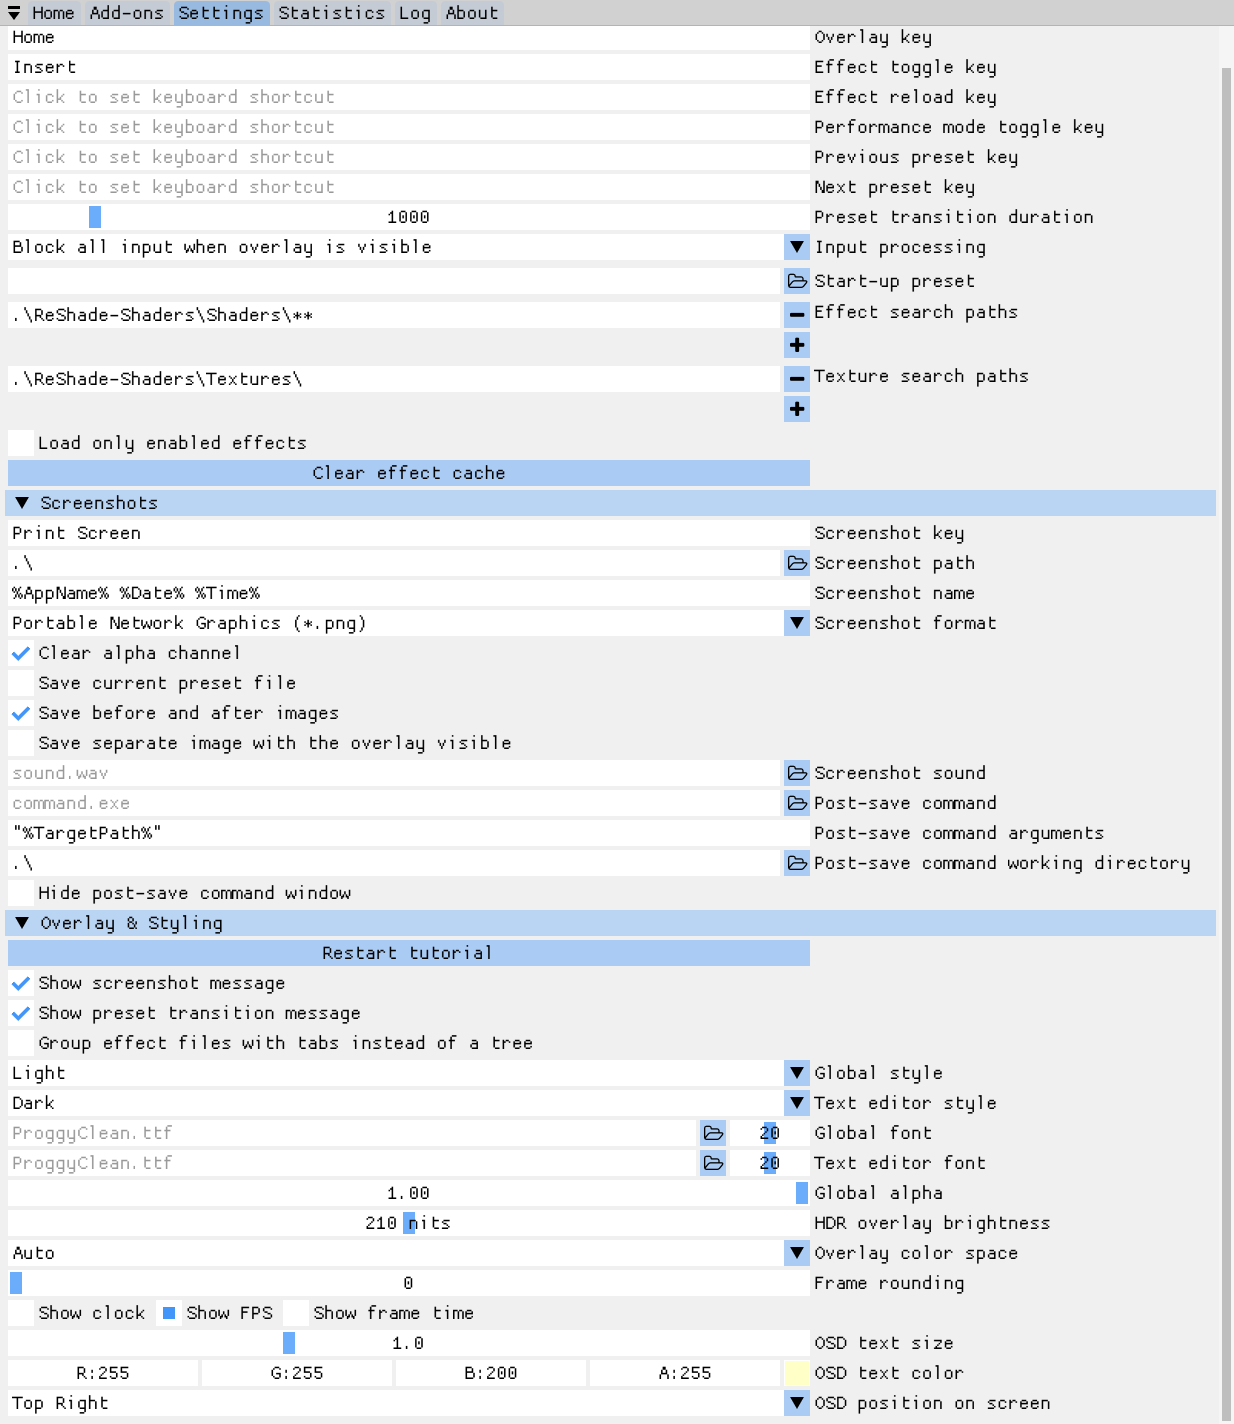 Home Add-ons Settings Statistics Log About
Home Overlay key
Insert Effect toggle key
Click to set keyboard shortcut Effect reload key
Click to set keyboard shortcut Performance mode toggle key
Click to set keyboard shortcut Previous preset key
Click to set keyboard shortcut Next preset key
1000 Preset transition duration
Block all input when overlay is visible Input processing
Start-up preset
.\ReShade-Shaders\Shaders\** Effect search paths
.\ReShade-Shaders\Textures\ Texture search paths
Load only enabled effects
Clear effect cache
Screenshots
Print Screen Screenshot key
.\ Screenshot path
%AppName% %Date% %Time% Screenshot name
Portable Network Graphics (*.png) Screenshot format
Clear alpha channel
Save current preset file
Save before and after images
Save separate image with the overlay visible
sound.wav Screenshot sound
command.exe Post-save command
"%TargetPath%" Post-save command arguments
.\ Post-save command working directory
Hide post-save command window
Overlay & Styling
Restart tutorial
Show screenshot message
Show preset transition message
Group effect files with tabs instead of a tree
Light Global style
Dark Text editor style
ProggyClean.ttf 20 Global font
ProggyClean.ttf 20 Text editor font
1.00 Global alpha
210 nits HDR overlay brightness
Auto Overlay color space
0 Frame rounding
Show clock Show FPS Show frame time
1.0 OSD text size
R:255 G:255 B:200 A:255 OSD text color
Top Right OSD position on screen